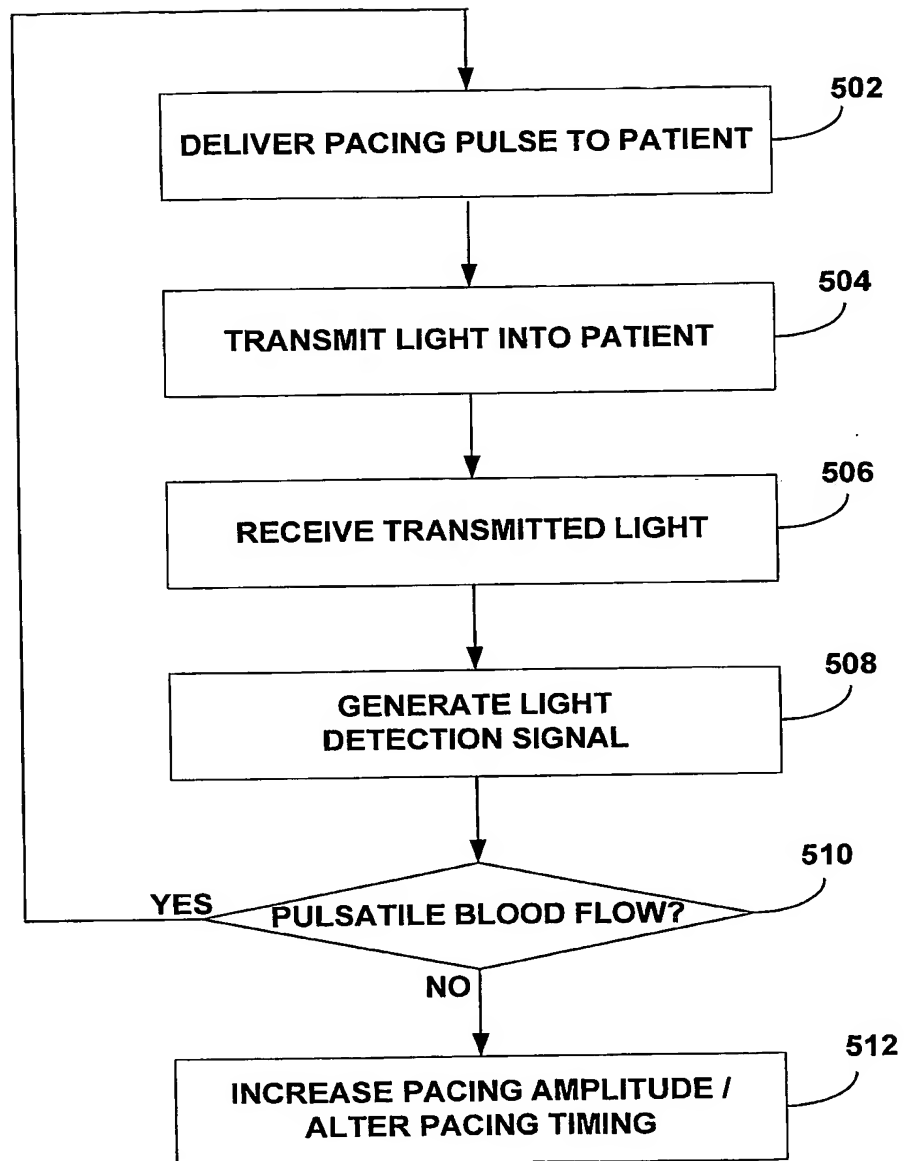 502
DELIVER PACING PULSE TO PATIENT
504
TRANSMIT LIGHT INTO PATIENT
506
RECEIVE TRANSMITTED LIGHT
508
GENERATE LIGHT
DETECTION SIGNAL
510
YES
PULSATILE BLOOD FLOW?
NO
512
INCREASE PACING AMPLITUDE /
ALTER PACING TIMING